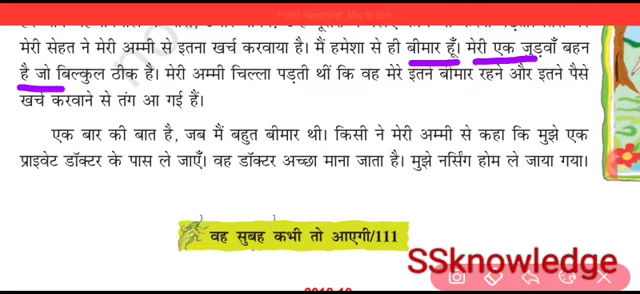 मेरी सेहत ने मेरी अम्मी से इतना खर्च करवाया है। मैं हमेशा से ही बीमार हूँ। मेरी एक जुड़वाँ बहन
है जो बिल्कुल ठीक है। मेरी अम्मी चिल्ला पड़ती थीं कि वह मेरे इतने बीमार रहने और इतने पैसे
खर्च करवाने से तंग आ गई हैं।
एक बार की बात है, जब मैं बहुत बीमार थी। किसी ने मेरी अम्मी से कहा कि मुझे एक
प्राइवेट डॉक्टर के पास ले जाएँ। वह डॉक्टर अच्छा माना जाता है। मुझे नर्सिंग होम ले जाया गया।
वह सुबह कभी तो आएगी/111
SSknowledge